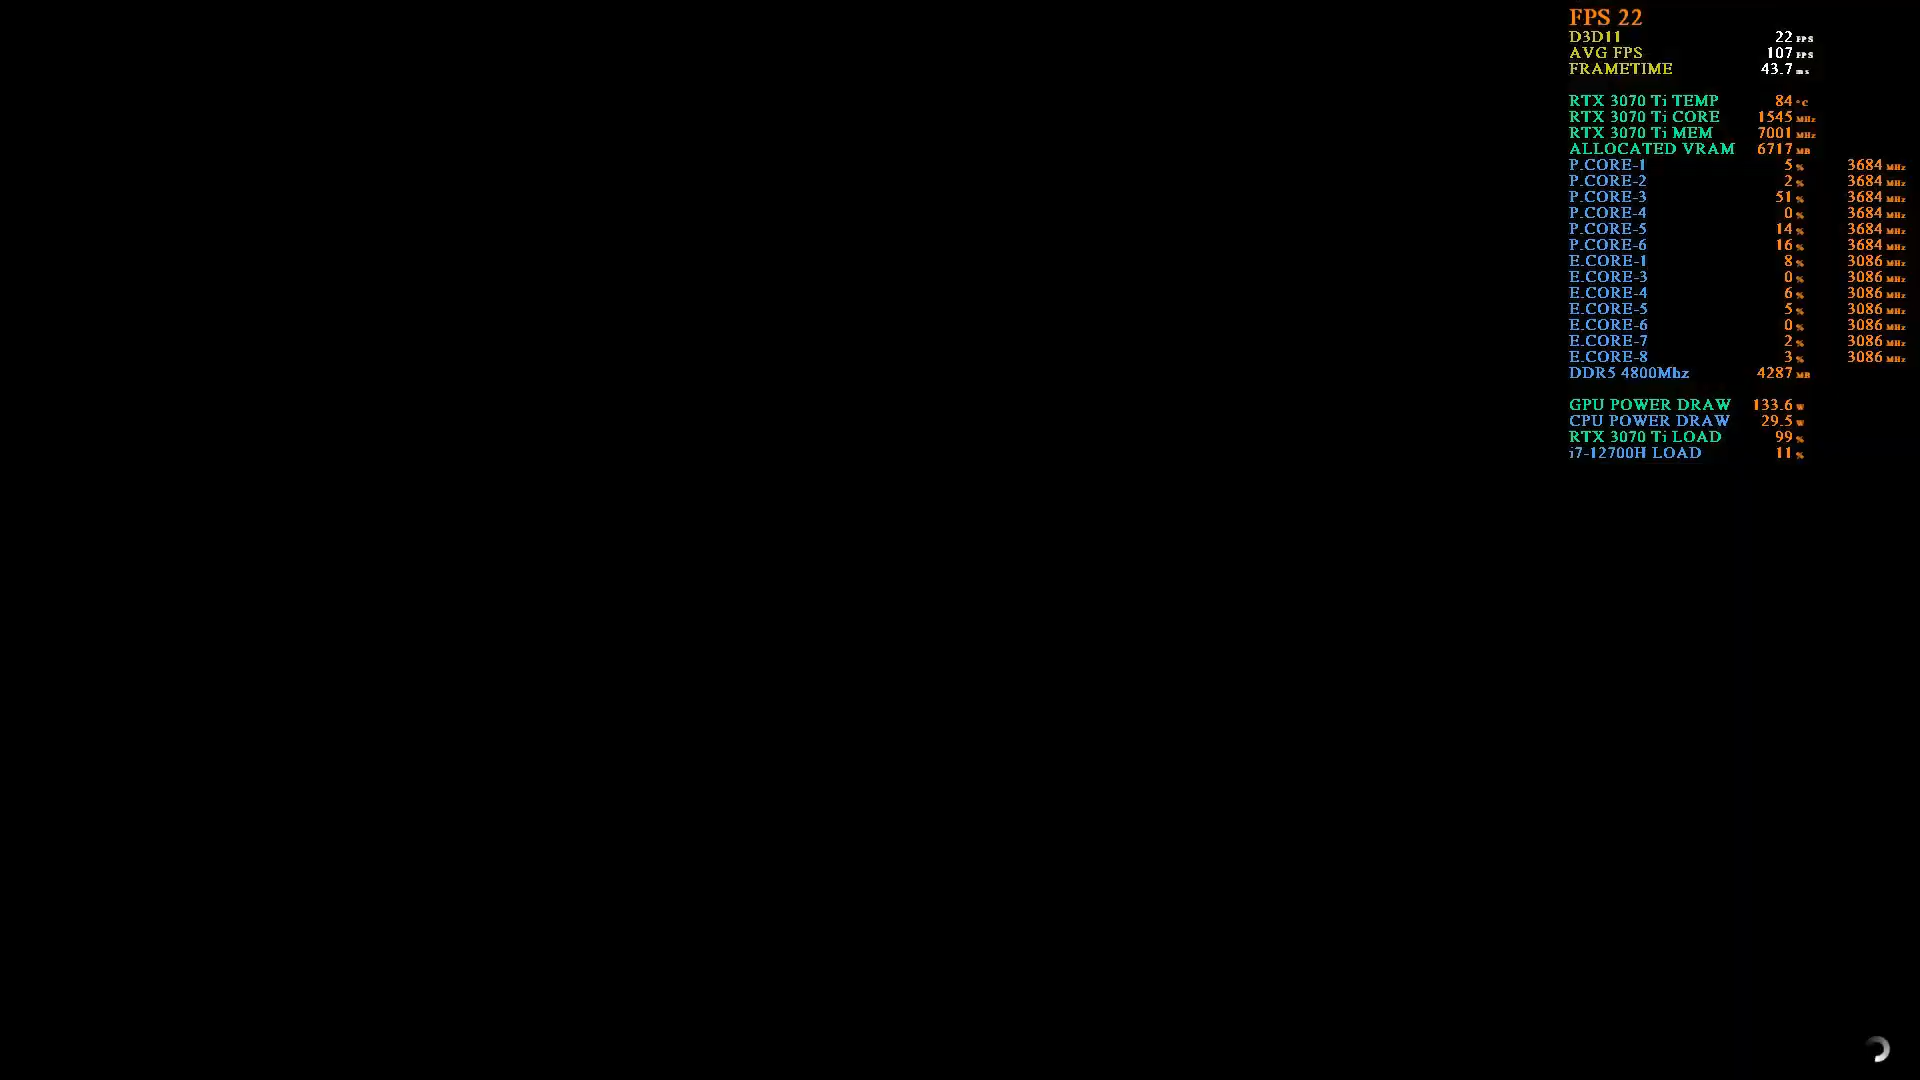 FPS 22
D3D11 22 FPS
AVG FPS 107 FPS
FRAMETIME 43.7 ms
RTX 3070 Ti TEMP 84 °C
RTX 3070 Ti CORE 1545 MHz
RTX 3070 Ti MEM 7001 MHz
ALLOCATED VRAM 6717 MB
P.CORE-1 5 % 3684 MHz
P.CORE-2 2 % 3684 MHz
P.CORE-3 51 % 3684 MHz
P.CORE-4 0 % 3684 MHz
P.CORE-5 14 % 3684 MHz
P.CORE-6 16 % 3684 MHz
E.CORE-1 8 % 3086 MHz
E.CORE-3 0 % 3086 MHz
E.CORE-4 6 % 3086 MHz
E.CORE-5 5 % 3086 MHz
E.CORE-6 0 % 3086 MHz
E.CORE-7 2 % 3086 MHz
E.CORE-8 3 % 3086 MHz
DDR5 4800Mhz 4287 MB
GPU POWER DRAW 133.6 W
CPU POWER DRAW 29.5 W
RTX 3070 Ti LOAD 99 %
i7-12700H LOAD 11 %